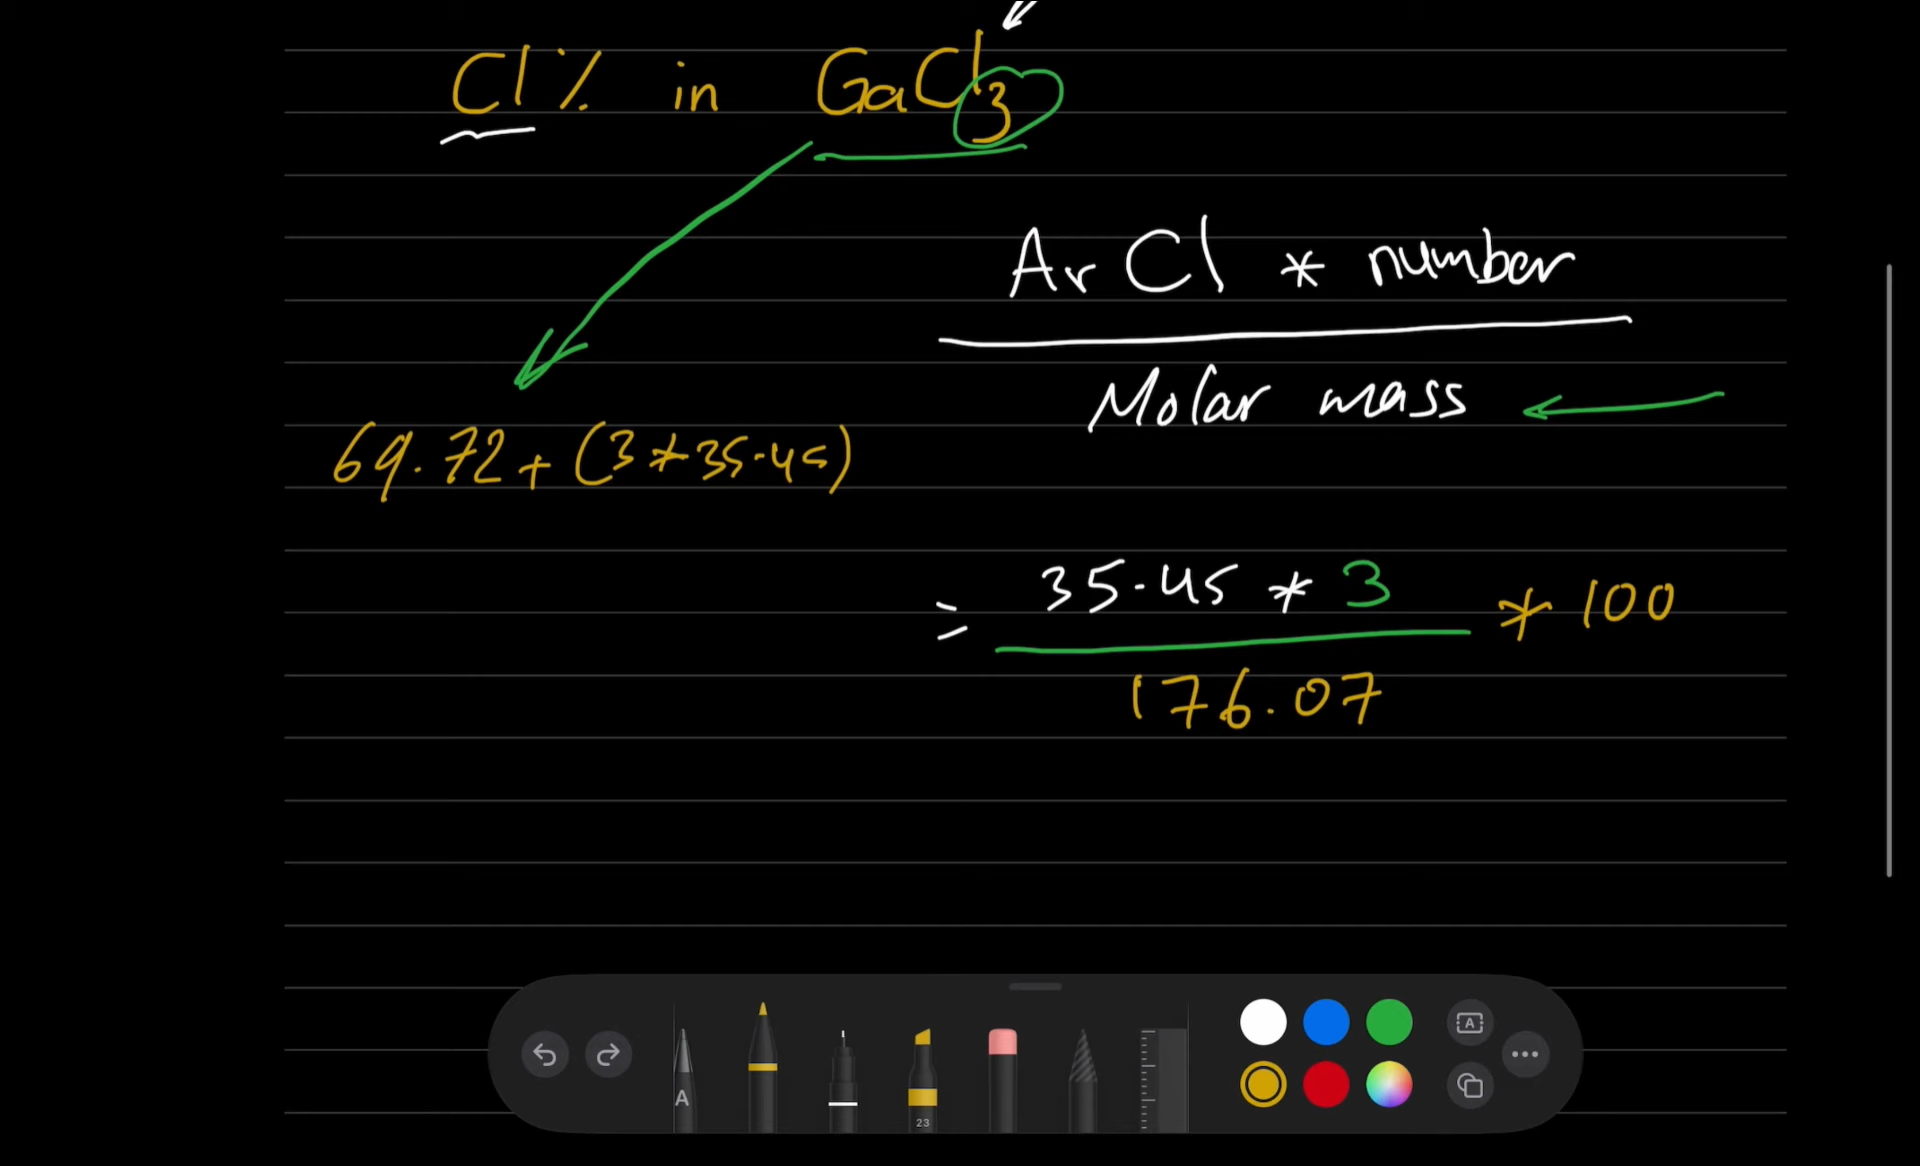 Cl% in GaCl3
Ar Cl * number
Molar mass
69.72 + (3 * 35.45)
= 35.45 * 3 * 100
176.07
A
23
A